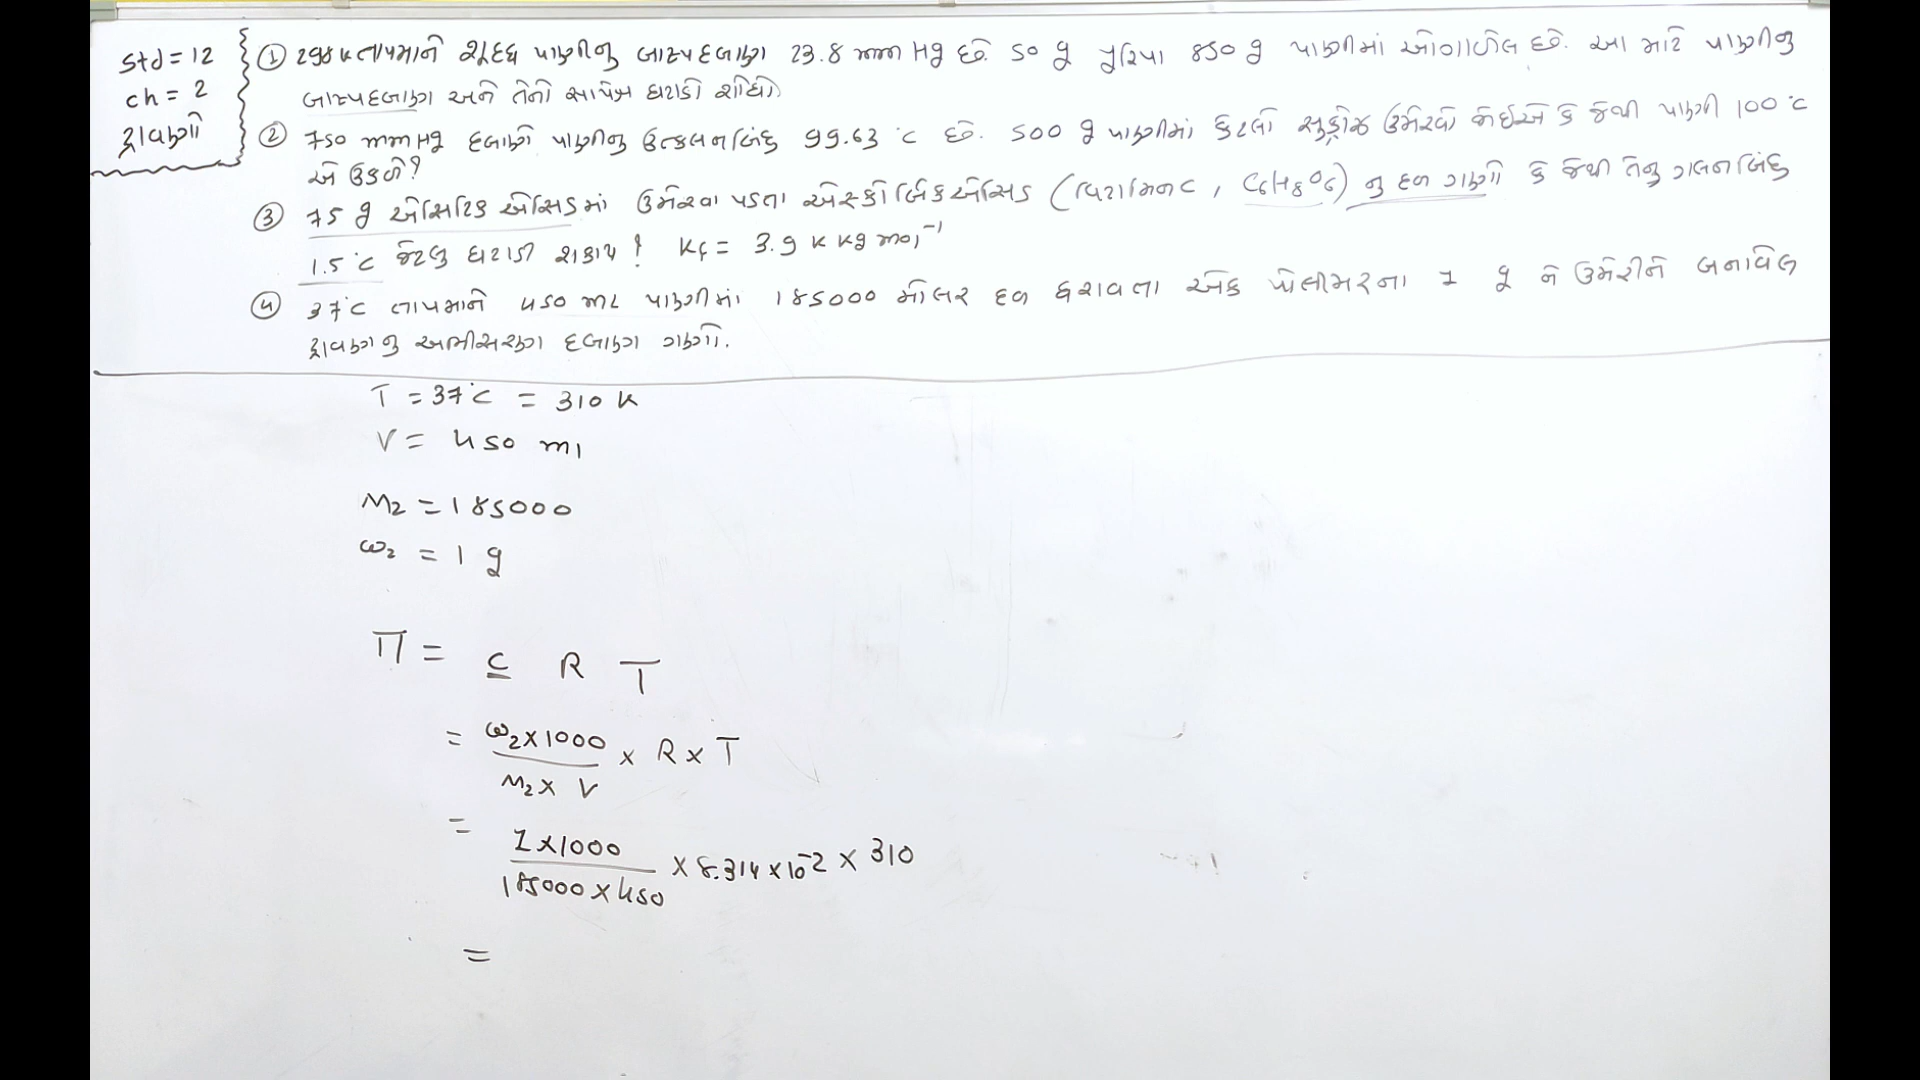 Std = 12
ch = 2
દ્રાવણો
① 298 K તાપમાને શુદ્ધ પાણીનુ બાષ્પદબાણ 23.8 mm Hg છે. 50 g યુરિયા 850 g પાણીમાં ઓગાળેલ છે. આ માટે પાણીનુ
બાષ્પદબાણ અને તેનો સાપેક્ષ ઘટાડો શોધો.
② 750 mm Hg દબાણે પાણીનુ ઉત્કલનબિંદુ 99.63 °C છે. 500 g પાણીમાં કેટલો સુક્રોઝ ઉમેરવો જોઇએ કે જેથી પાણી 100 °C
એ ઉકળે?
③ 75 g એસિટિક એસિડમાં ઉમેરવા પડતા એસ્કોર્બિક એસિડ (વિટામિન C, C6H8O6) નુ દળ ગણો કે જેથી તેનુ ગલનબિંદુ
1.5 °C જેટલુ ઘટાડી શકાય? Kf = 3.9 K kg mol⁻¹
④ 37 °C તાપમાને 450 mL પાણીમાં 185000 મોલર દળ ધરાવતા એક પોલીમરના 1 g ને ઉમેરીને બનાવેલ
દ્રાવણનુ અભીસરણ દબાણ ગણો.
T = 37 °C = 310 K
V = 450 ml
M2 = 185000
ω2 = 1 g
π = C R T
= ω2 × 1000 / M2 × V × R × T
= 1 × 1000 / 185000 × 450 × 8.314 × 10⁻² × 310
=